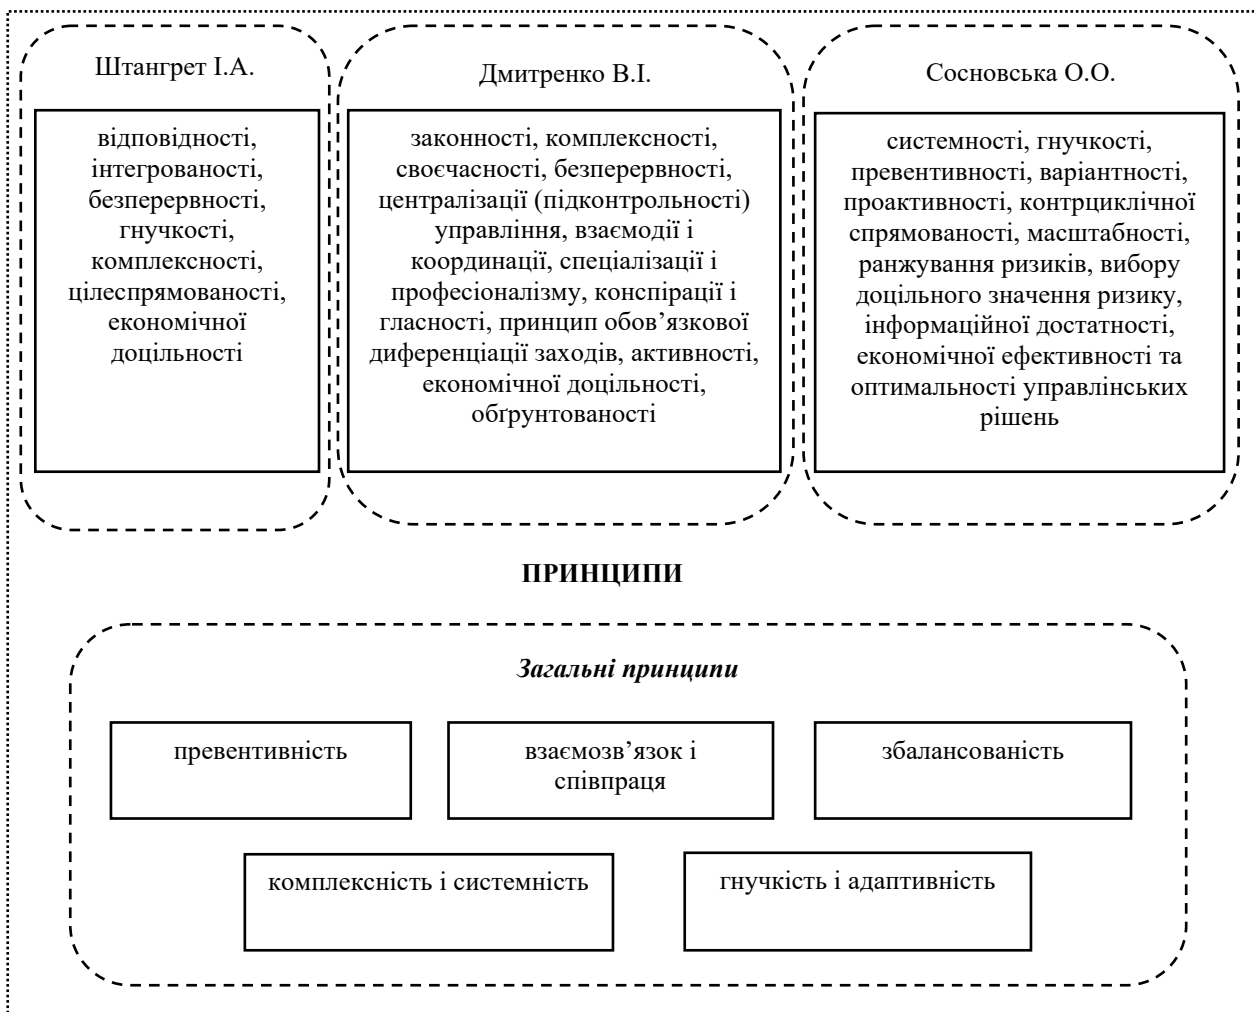 Штангрет І.А.
відповідності,
інтегрованості,
безперервності,
гнучкості,
комплексності,
цілеспрямованості,
економічної
доцільності
Дмитренко В.І.
законності, комплексності,
своєчасності, безперервності,
централізації (підконтрольності)
управління, взаємодії і
координації, спеціалізації і
професіоналізму, конспірації і
гласності, принцип обов’язкової
диференціації заходів, активності,
економічної доцільності,
обґрунтованості
Сосновська О.О.
системності, гнучкості,
превентивності, варіантності,
проактивності, контрциклічної
спрямованості, масштабності,
ранжування ризиків, вибору
доцільного значення ризику,
інформаційної достатності,
економічної ефективності та
оптимальності управлінських
рішень
ПРИНЦИПИ
Загальні принципи
превентивність
взаємозв’язок і
співпраця
збалансованість
комплексність і системність
гнучкість і адаптивність